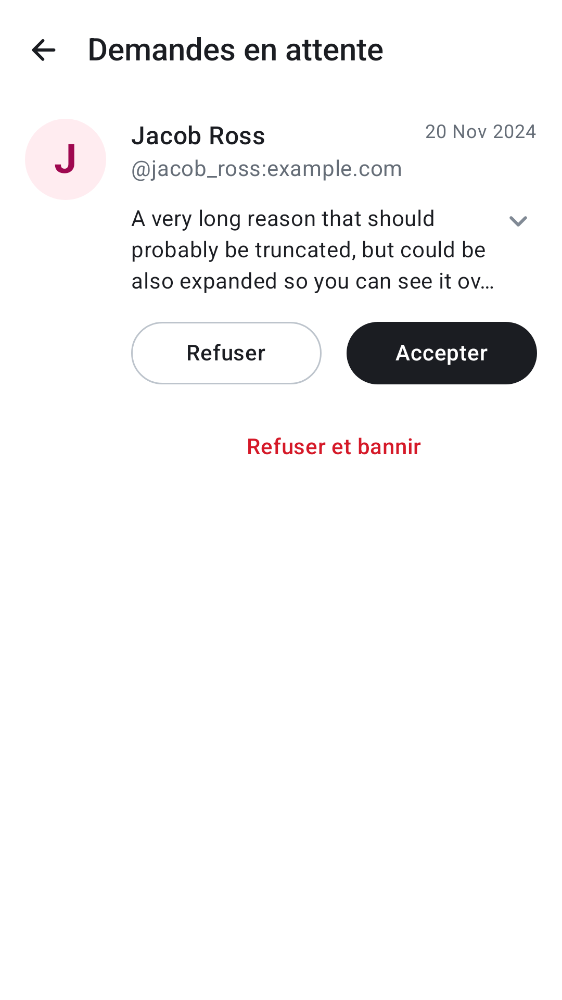 Demandes en attente
J
Jacob Ross
20 Nov 2024
@jacob_ross:example.com
A very long reason that should
probably be truncated, but could be
also expanded so you can see it ov…
Refuser
Accepter
Refuser et bannir